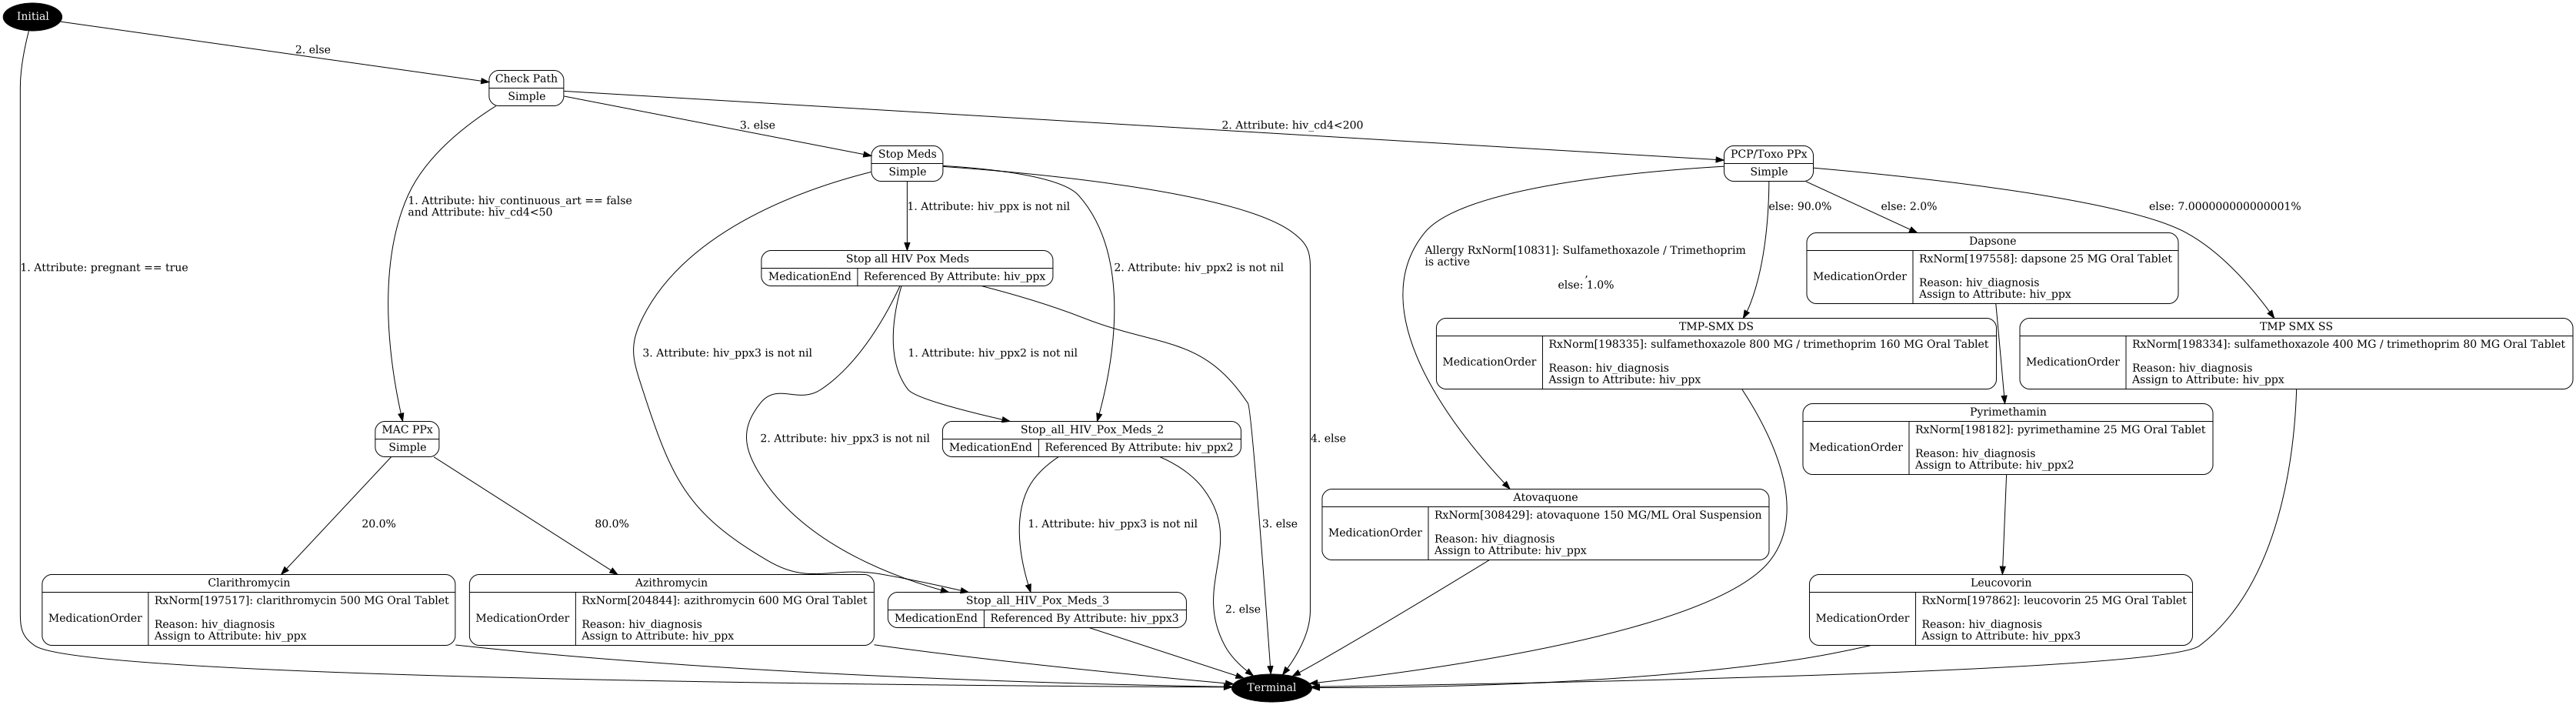 Initial
2. else
Check Path
Simple
3. else
2. Attribute: hiv_cd4<200
Stop Meds
Simple
PCP/Toxo PPx
Simple
1. Attribute: hiv_continuous_art == false
and Attribute: hiv_cd4<50
1. Attribute: hiv_ppx is not nil
else: 90.0%
else: 2.0%
else: 7.000000000000001%
1. Attribute: pregnant == true
Stop all HIV Pox Meds
MedicationEnd
Referenced By Attribute: hiv_ppx
2. Attribute: hiv_ppx2 is not nil
Allergy RxNorm[10831]: Sulfamethoxazole / Trimethoprim
is active
,
else: 1.0%
Dapsone
MedicationOrder
RxNorm[197558]: dapsone 25 MG Oral Tablet
Reason: hiv_diagnosis
Assign to Attribute: hiv_ppx
3. Attribute: hiv_ppx3 is not nil
1. Attribute: hiv_ppx2 is not nil
TMP-SMX DS
MedicationOrder
RxNorm[198335]: sulfamethoxazole 800 MG / trimethoprim 160 MG Oral Tablet
Reason: hiv_diagnosis
Assign to Attribute: hiv_ppx
TMP SMX SS
MedicationOrder
RxNorm[198334]: sulfamethoxazole 400 MG / trimethoprim 80 MG Oral Tablet
Reason: hiv_diagnosis
Assign to Attribute: hiv_ppx
MAC PPx
Simple
2. Attribute: hiv_ppx3 is not nil
Stop_all_HIV_Pox_Meds_2
MedicationEnd
Referenced By Attribute: hiv_ppx2
4. else
Pyrimethamin
MedicationOrder
RxNorm[198182]: pyrimethamine 25 MG Oral Tablet
Reason: hiv_diagnosis
Assign to Attribute: hiv_ppx2
20.0%
80.0%
1. Attribute: hiv_ppx3 is not nil
3. else
Atovaquone
MedicationOrder
RxNorm[308429]: atovaquone 150 MG/ML Oral Suspension
Reason: hiv_diagnosis
Assign to Attribute: hiv_ppx
Clarithromycin
MedicationOrder
RxNorm[197517]: clarithromycin 500 MG Oral Tablet
Reason: hiv_diagnosis
Assign to Attribute: hiv_ppx
Azithromycin
MedicationOrder
RxNorm[204844]: azithromycin 600 MG Oral Tablet
Reason: hiv_diagnosis
Assign to Attribute: hiv_ppx
Stop_all_HIV_Pox_Meds_3
MedicationEnd
Referenced By Attribute: hiv_ppx3
2. else
Leucovorin
MedicationOrder
RxNorm[197862]: leucovorin 25 MG Oral Tablet
Reason: hiv_diagnosis
Assign to Attribute: hiv_ppx3
Terminal